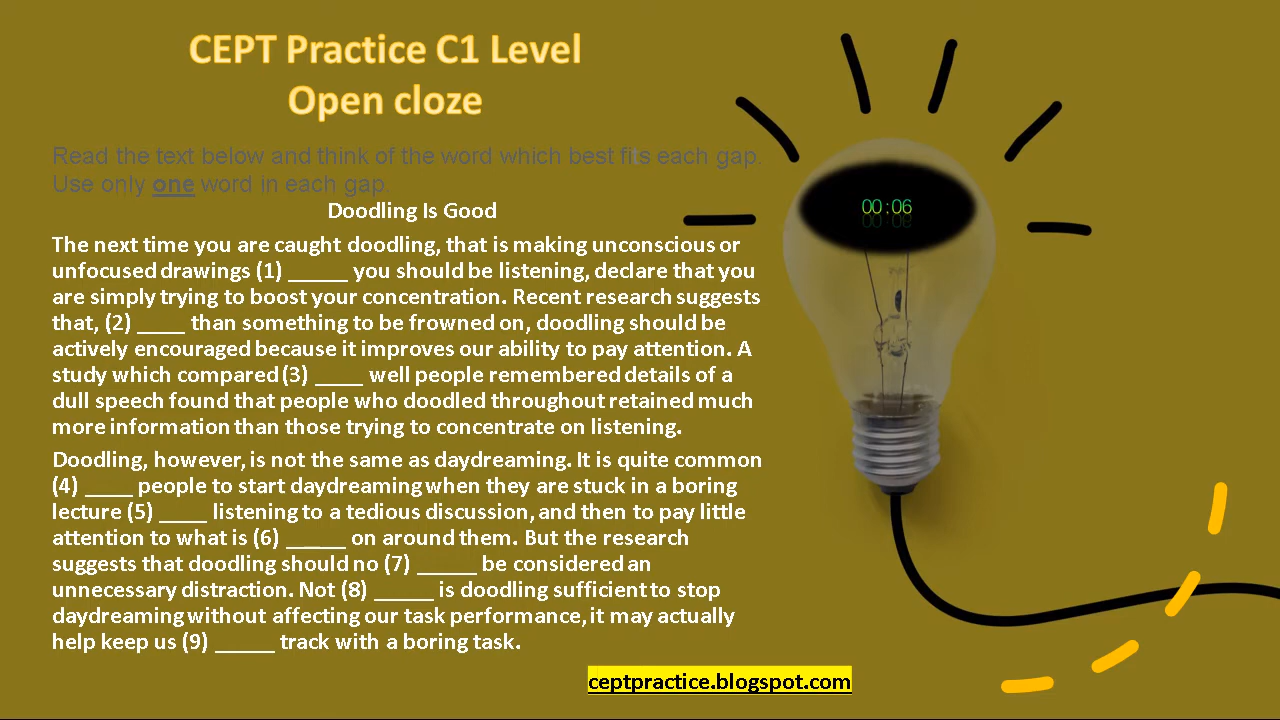 CEPT Practice C1 Level
Open cloze
Read the text below and think of the word which best fits each gap.
Use only one word in each gap.
Doodling Is Good
The next time you are caught doodling, that is making unconscious or
unfocused drawings (1) _____ you should be listening, declare that you
are simply trying to boost your concentration. Recent research suggests
that, (2) ____ than something to be frowned on, doodling should be
actively encouraged because it improves our ability to pay attention. A
study which compared (3) ____ well people remembered details of a
dull speech found that people who doodled throughout retained much
more information than those trying to concentrate on listening.
Doodling, however, is not the same as daydreaming. It is quite common
(4) ____ people to start daydreaming when they are stuck in a boring
lecture (5) ____ listening to a tedious discussion, and then to pay little
attention to what is (6) _____ on around them. But the research
suggests that doodling should no (7) _____ be considered an
unnecessary distraction. Not (8) _____ is doodling sufficient to stop
daydreaming without affecting our task performance, it may actually
help keep us (9) _____ track with a boring task.
00:06
ceptpractice.blogspot.com